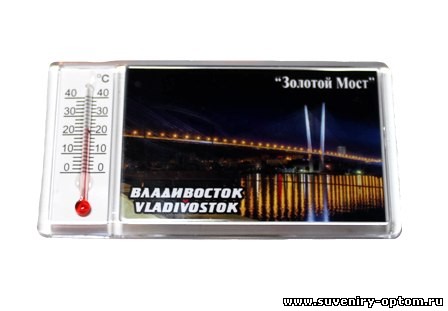 °C
40 40
30 30
20 20
10 10
0 0
“Золотой Мост”
ВЛАДИВОСТОК
VLADIVOSTOK
www.suveniry-optom.ru